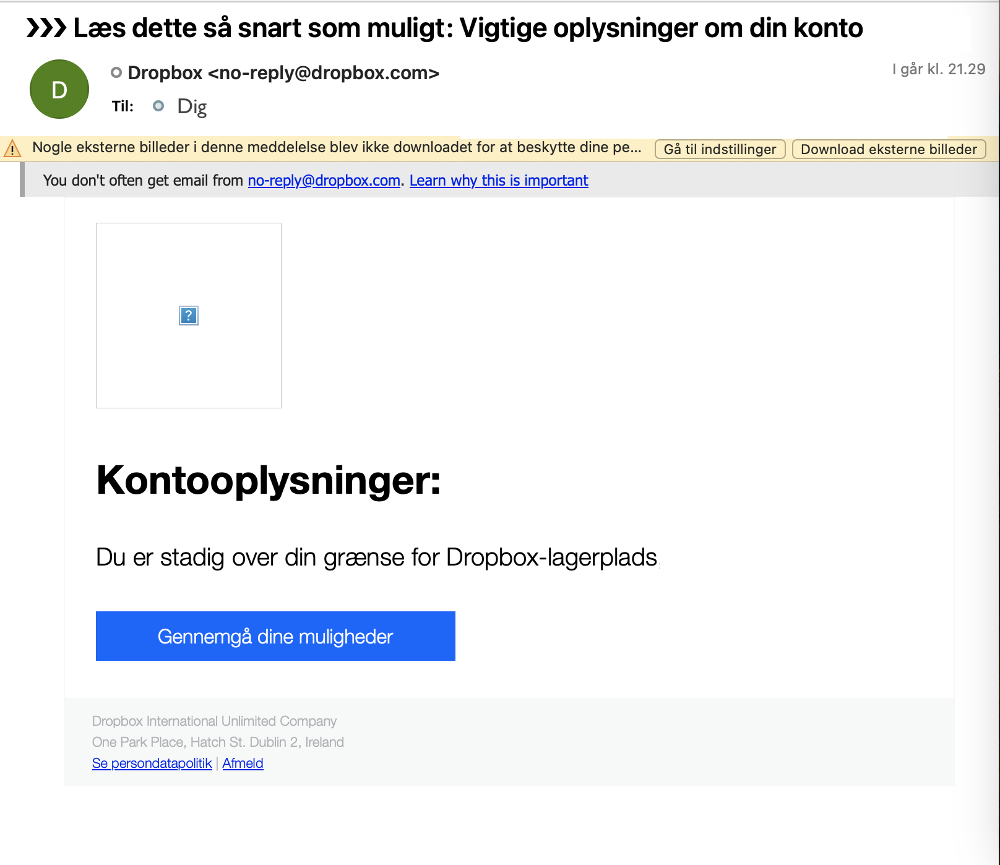 >>> Læs dette så snart som muligt: Vigtige oplysninger om din konto
D
Dropbox <no-reply@dropbox.com>
I går kl. 21.29
Til: Dig
Nogle eksterne billeder i denne meddelelse blev ikke downloadet for at beskytte dine pe... Gå til indstillinger Download eksterne billeder
You don't often get email from no-reply@dropbox.com. Learn why this is important
?
Kontooplysninger:
Du er stadig over din grænse for Dropbox-lagerplads.
Gennemgå dine muligheder
Dropbox International Unlimited Company
One Park Place, Hatch St. Dublin 2, Ireland
Se persondatapolitik | Afmeld